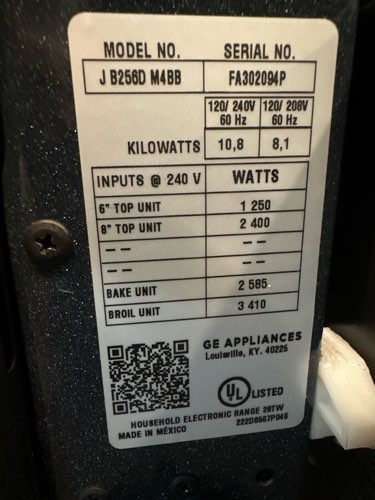 MODEL NO. SERIAL NO.
J B256D M4BB FA302094P
120/ 240V 120/ 208V
60 Hz 60 Hz
KILOWATTS 10,8 8,1
INPUTS @ 240 V WATTS
6" TOP UNIT 1 250
8" TOP UNIT 2 400
-- --
-- --
BAKE UNIT 2 585
BROIL UNIT 3 410
GE APPLIANCES
Louisville, KY. 40225
UL LISTED
HOUSEHOLD ELECTRONIC RANGE 28TW
MADE IN MÉXICO 222D8567P046